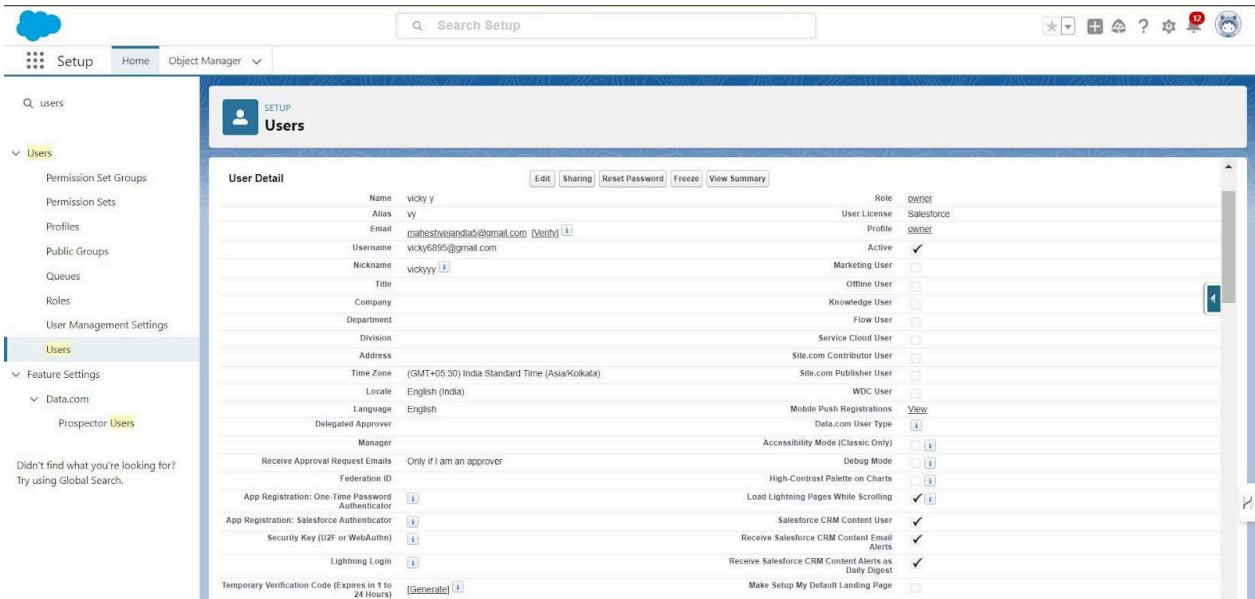 Search Setup
12
Setup Home Object Manager
users
SETUP
Users
Users
Permission Set Groups
Permission Sets
Profiles
Public Groups
Queues
Roles
User Management Settings
Users
Feature Settings
Data.com
Prospector Users
Didn't find what you're looking for?
Try using Global Search.
User Detail Edit Sharing Reset Password Freeze View Summary
Name vicky y Role owner
Alias vy User License Salesforce
Email maheshvejandla5@gmail.com [Verify] i Profile owner
Username vicky6895@gmail.com Active
Nickname vickyyy i Marketing User
Title Offline User
Company Knowledge User
Department Flow User
Division Service Cloud User
Address Site.com Contributor User
Time Zone (GMT+05:30) India Standard Time (Asia/Kolkata) Site.com Publisher User
Locale English (India) WDC User
Language English Mobile Push Registrations View
Delegated Approver Data.com User Type i
Manager Accessibility Mode (Classic Only) i
Receive Approval Request Emails Only if I am an approver Debug Mode i
Federation ID High-Contrast Palette on Charts i
App Registration: One-Time Password Authenticator i Load Lightning Pages While Scrolling i
App Registration: Salesforce Authenticator i Salesforce CRM Content User
Security Key (U2F or WebAuthn) i Receive Salesforce CRM Content Email Alerts
Lightning Login i Receive Salesforce CRM Content Alerts as Daily Digest
Temporary Verification Code (Expires in 1 to 24 Hours) [Generate] i Make Setup My Default Landing Page